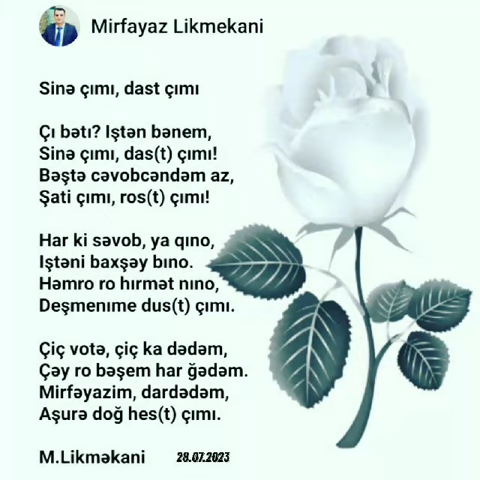 Mirfayaz Likmekani
Sinə çımı, dast çımı
Çı bətı? Iştən bənem,
Sinə çımı, das(t) çımı!
Bəştə cəvobcəndəm az,
Şati çımı, ros(t) çımı!
Har ki səvob, ya qıno,
Iştəni baxşəy bıno.
Həmro ro hırmət nıno,
Deşmenıme dus(t) çımı.
Çiç votə, çiç ka dədəm,
Çəy ro bəşem har ğədəm.
Mirfəyazim, dardədəm,
Aşurə doğ hes(t) çımı.
M.Likməkani 28.07.2023